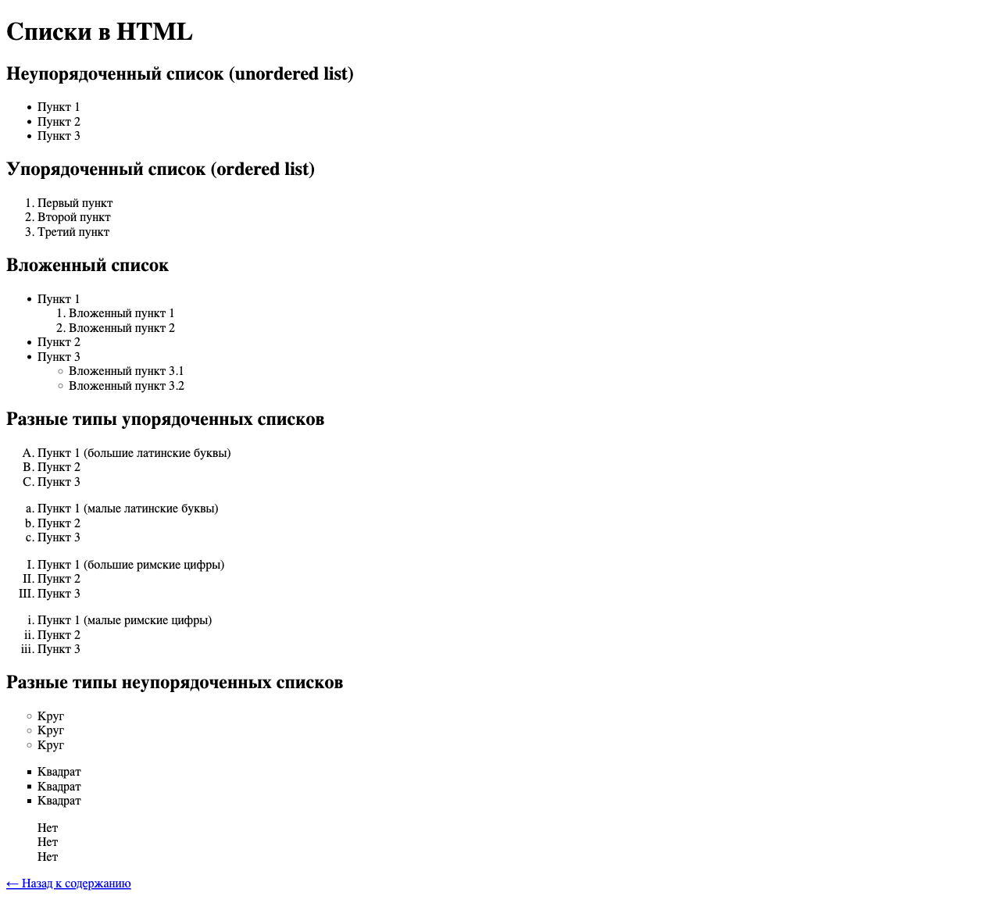 Списки в HTML
Неупорядоченный список (unordered list)
• Пункт 1
• Пункт 2
• Пункт 3
Упорядоченный список (ordered list)
1. Первый пункт
2. Второй пункт
3. Третий пункт
Вложенный список
• Пункт 1
1. Вложенный пункт 1
2. Вложенный пункт 2
• Пункт 2
• Пункт 3
◦ Вложенный пункт 3.1
◦ Вложенный пункт 3.2
Разные типы упорядоченных списков
A. Пункт 1 (большие латинские буквы)
B. Пункт 2
C. Пункт 3
a. Пункт 1 (малые латинские буквы)
b. Пункт 2
c. Пункт 3
I. Пункт 1 (большие римские цифры)
II. Пункт 2
III. Пункт 3
i. Пункт 1 (малые римские цифры)
ii. Пункт 2
iii. Пункт 3
Разные типы неупорядоченных списков
◦ Круг
◦ Круг
◦ Круг
▪ Квадрат
▪ Квадрат
▪ Квадрат
Нет
Нет
Нет
← Назад к содержанию